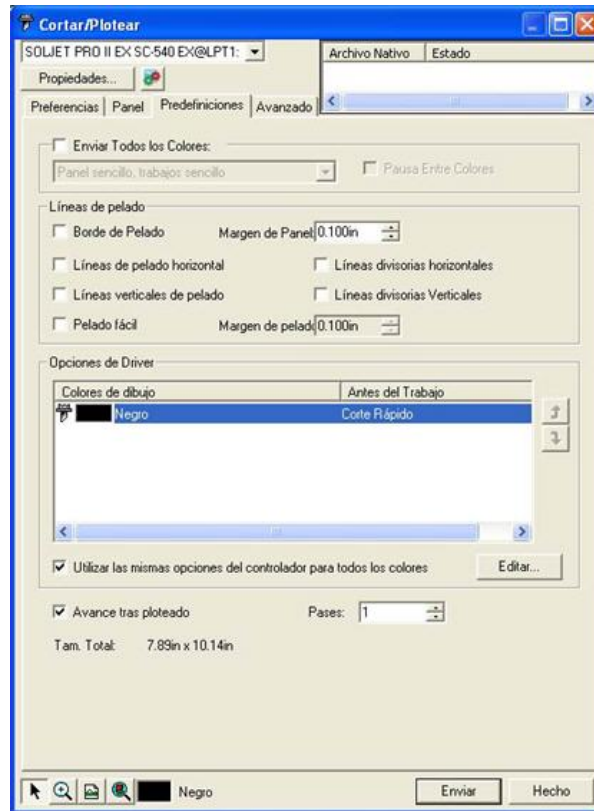 Cortar/Plotear
SOLJET PRO II EX SC-540 EX@LPT1:
Archivo Nativo Estado
Propiedades...
Preferencias Panel Predefiniciones Avanzado
Enviar Todos los Colores:
Panel sencillo, trabajos sencillo
Pausa Entre Colores
Líneas de pelado
Borde de Pelado Margen de Panel 0.100in
Líneas de pelado horizontal Líneas divisorias horizontales
Líneas verticales de pelado Líneas divisorias Verticales
Pelado fácil Margen de pelado 0.100in
Opciones de Driver
Colores de dibujo Antes del Trabajo
Negro Corte Rápido
Utilizar las mismas opciones del controlador para todos los colores Editar...
Avance tras ploteado Pases: 1
Tam. Total: 7.89in x 10.14in
Negro Enviar Hecho